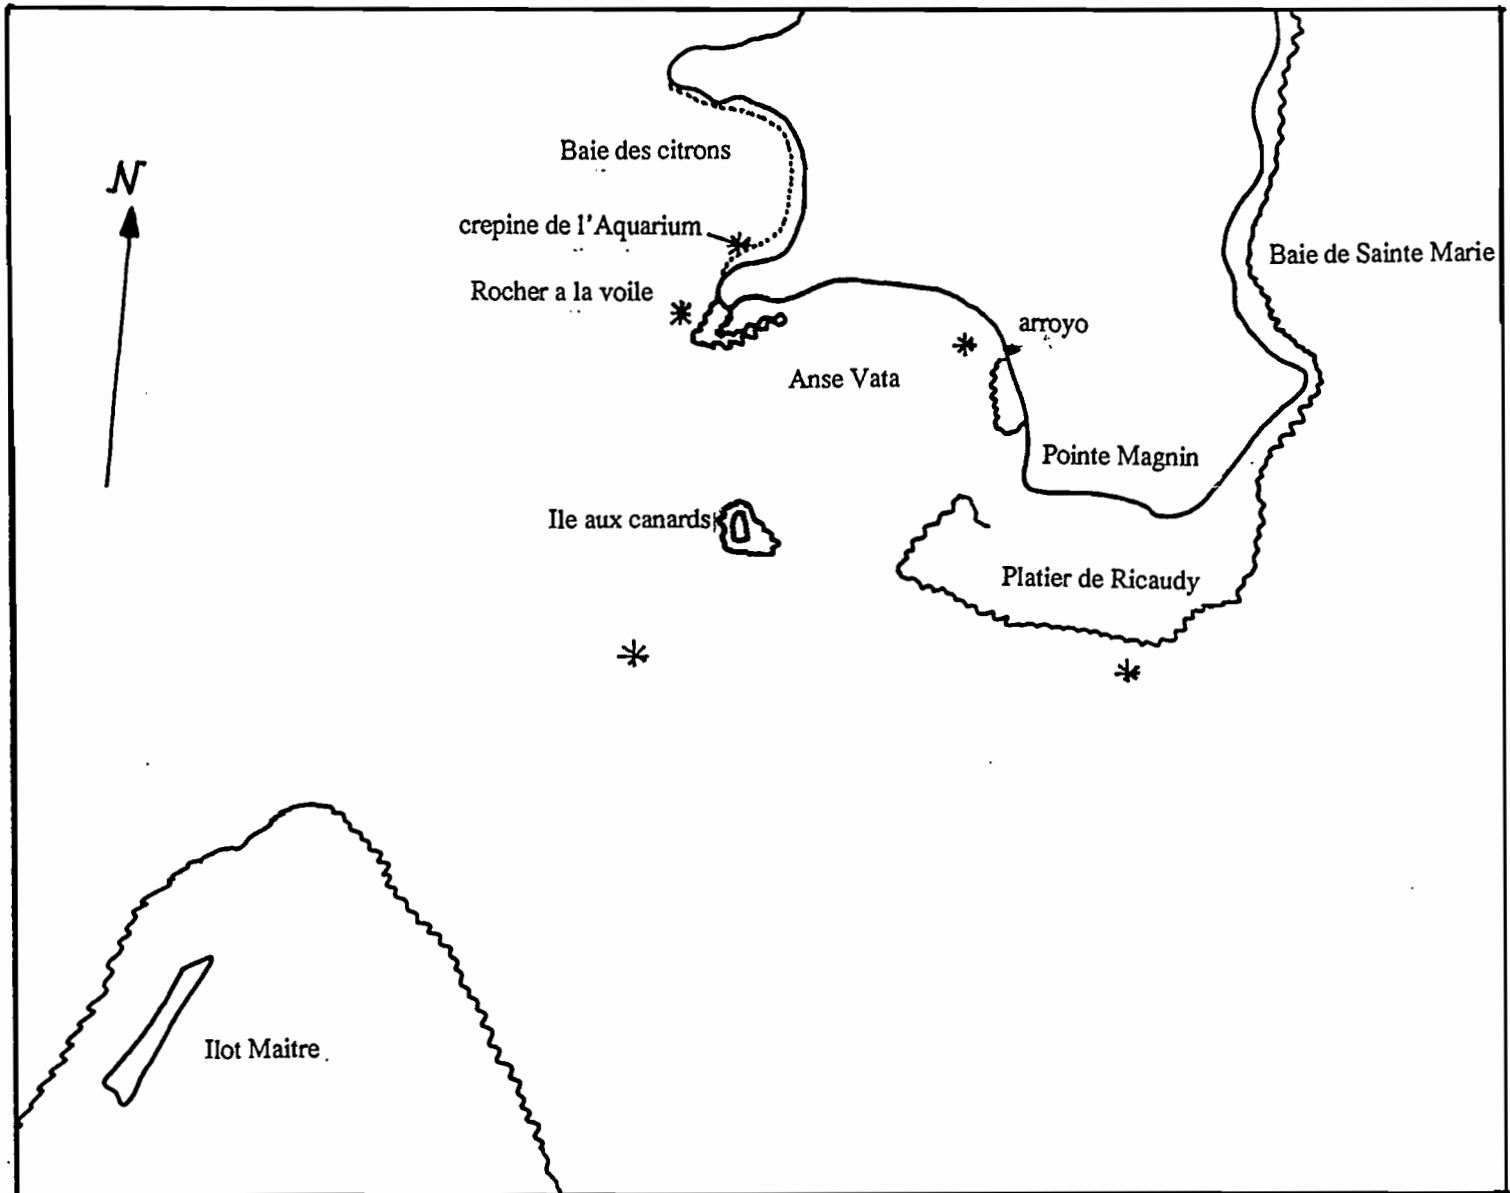 Baie des citrons
N
crepine de l'Aquarium
Baie de Sainte Marie
Rocher a la voile
arroyo
Anse Vata
Pointe Magnin
Ile aux canards
Platier de Ricaudy
Ilot Maitre